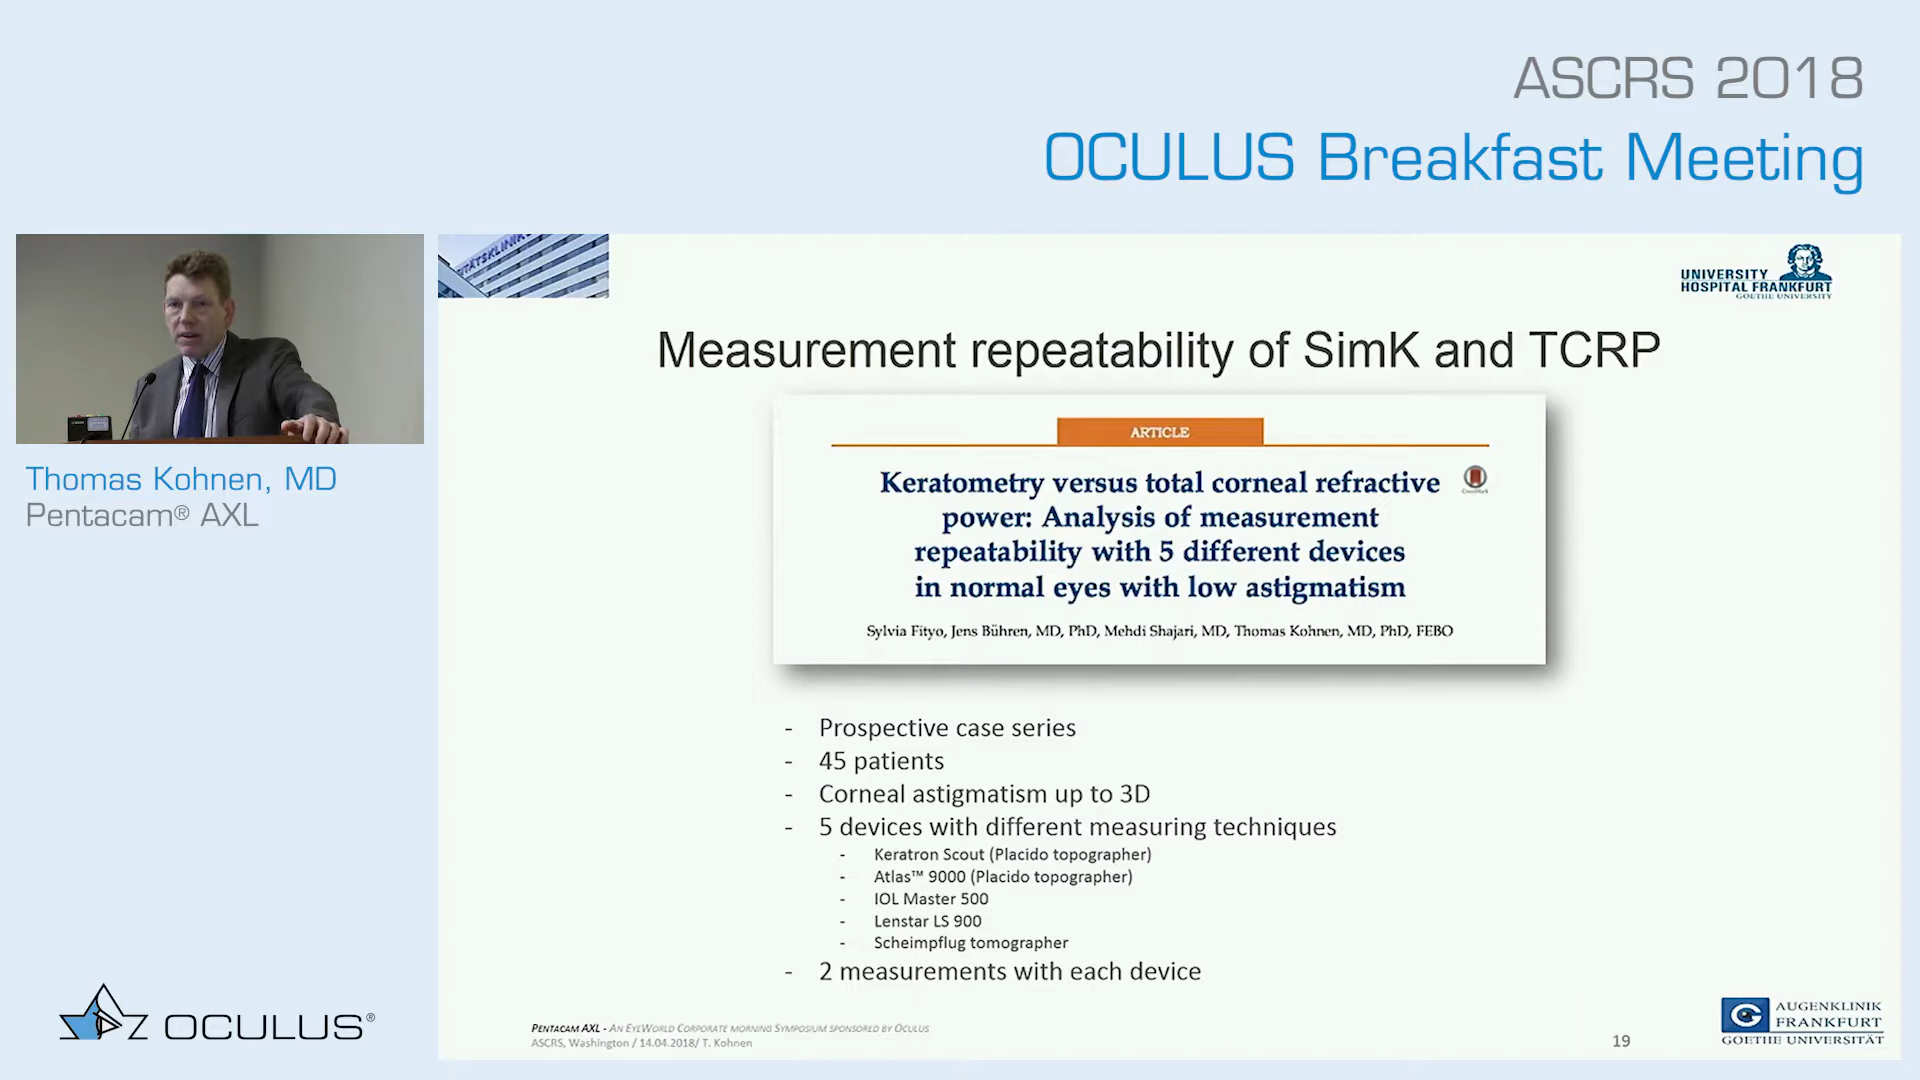 ASCRS 2018
OCULUS Breakfast Meeting
Thomas Kohnen, MD
Pentacam® AXL
UNIVERSITY
HOSPITAL FRANKFURT
GOETHE UNIVERSITY
Measurement repeatability of SimK and TCRP
ARTICLE
Keratometry versus total corneal refractive
power: Analysis of measurement
repeatability with 5 different devices
in normal eyes with low astigmatism
CrossMark
Sylvia Fityo, Jens Bühren, MD, PhD, Mehdi Shajari, MD, Thomas Kohnen, MD, PhD, FEBO
- Prospective case series
- 45 patients
- Corneal astigmatism up to 3D
- 5 devices with different measuring techniques
- Keratron Scout (Placido topographer)
- Atlas™ 9000 (Placido topographer)
- IOL Master 500
- Lenstar LS 900
- Scheimpflug tomographer
- 2 measurements with each device
PENTACAM AXL - AN EYEWORLD CORPORATE MORNING SYMPOSIUM SPONSORED BY OCULUS
ASCRS, Washington / 14.04.2018/ T. Kohnen
19
AUGENKLINIK
FRANKFURT
GOETHE UNIVERSITÄT
OCULUS®